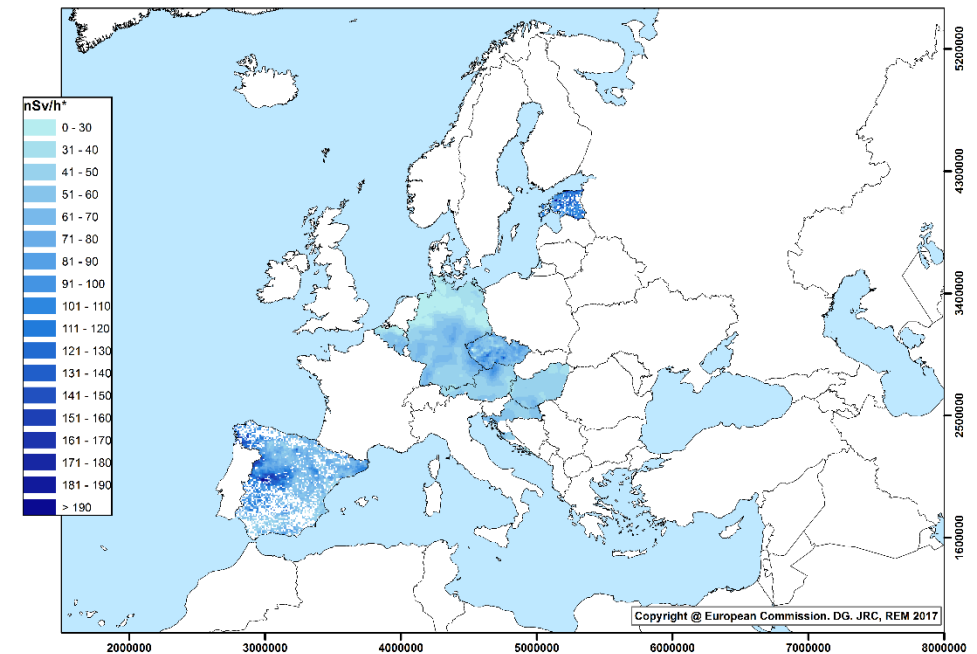 nSv/h*
0 - 30
31 - 40
41 - 50
51 - 60
61 - 70
71 - 80
81 - 90
91 - 100
101 - 110
111 - 120
121 - 130
131 - 140
141 - 150
151 - 160
161 - 170
171 - 180
181 - 190
> 190
5200000
4300000
3400000
2500000
1600000
Copyright @ European Commission. DG. JRC, REM 2017
2000000 3000000 4000000 5000000 6000000 7000000 8000000